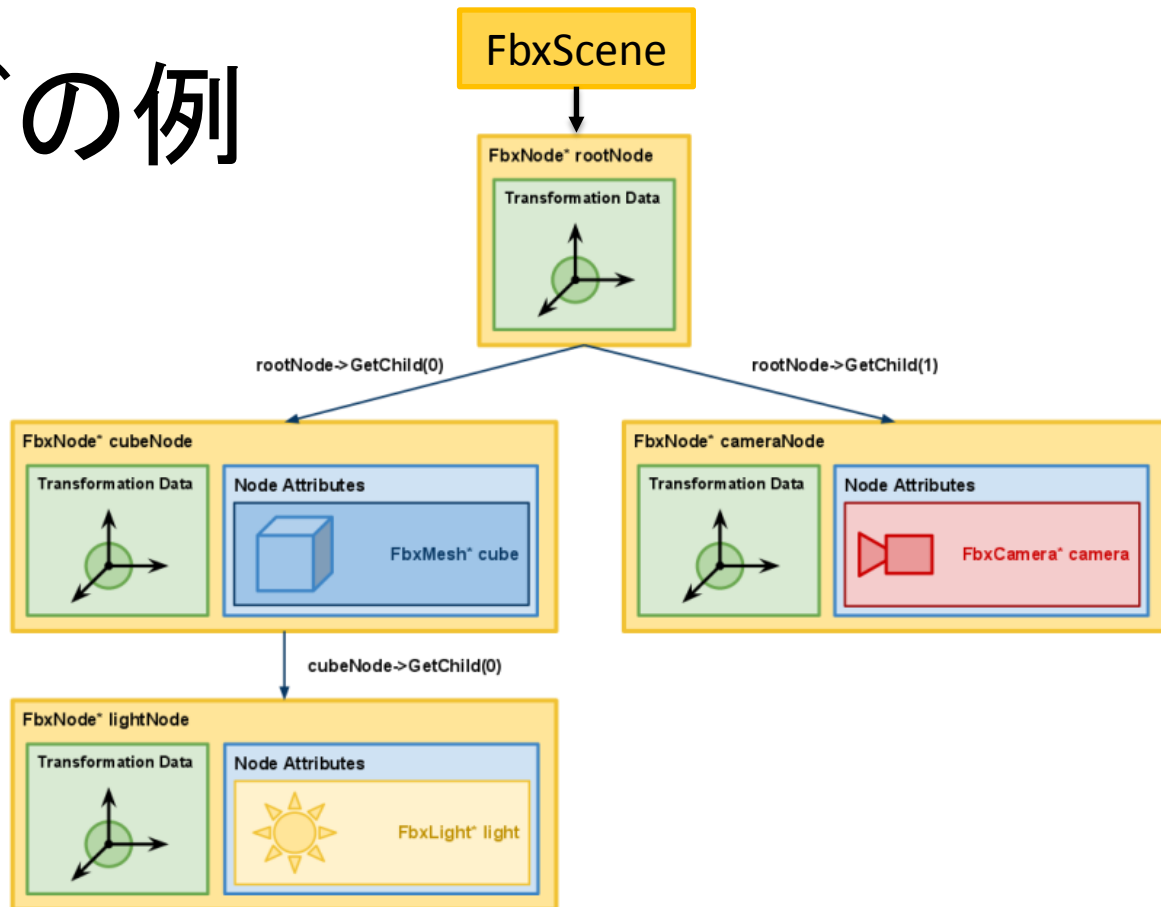 FbxScene
の例
FbxNode* rootNode
Transformation Data
rootNode->GetChild(0)
rootNode->GetChild(1)
FbxNode* cubeNode
Transformation Data
Node Attributes
FbxMesh* cube
FbxNode* cameraNode
Transformation Data
Node Attributes
FbxCamera* camera
cubeNode->GetChild(0)
FbxNode* lightNode
Transformation Data
Node Attributes
FbxLight* light